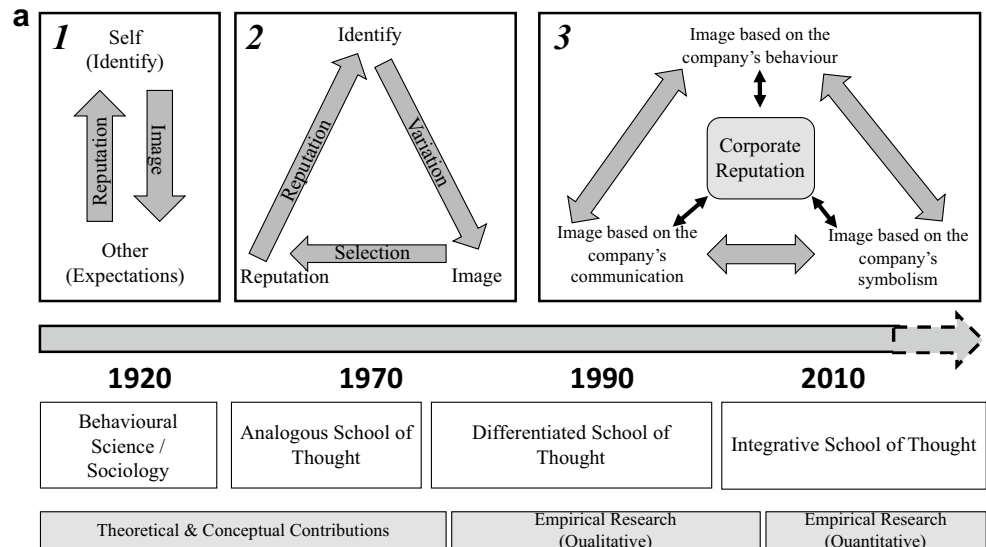 a
1
Self
(Identify)
Reputation
Image
Other
(Expectations)
2
Identify
Reputation
Variation
Selection
Reputation
Image
3
Image based on the
company's behaviour
Corporate
Reputation
Image based on the
company's
communication
Image based on the
company's
symbolism
1920
1970
1990
2010
Behavioural
Science /
Sociology
Analogous School of
Thought
Differentiated School of
Thought
Integrative School of Thought
Theoretical & Conceptual Contributions
Empirical Research
(Qualitative)
Empirical Research
(Quantitative)